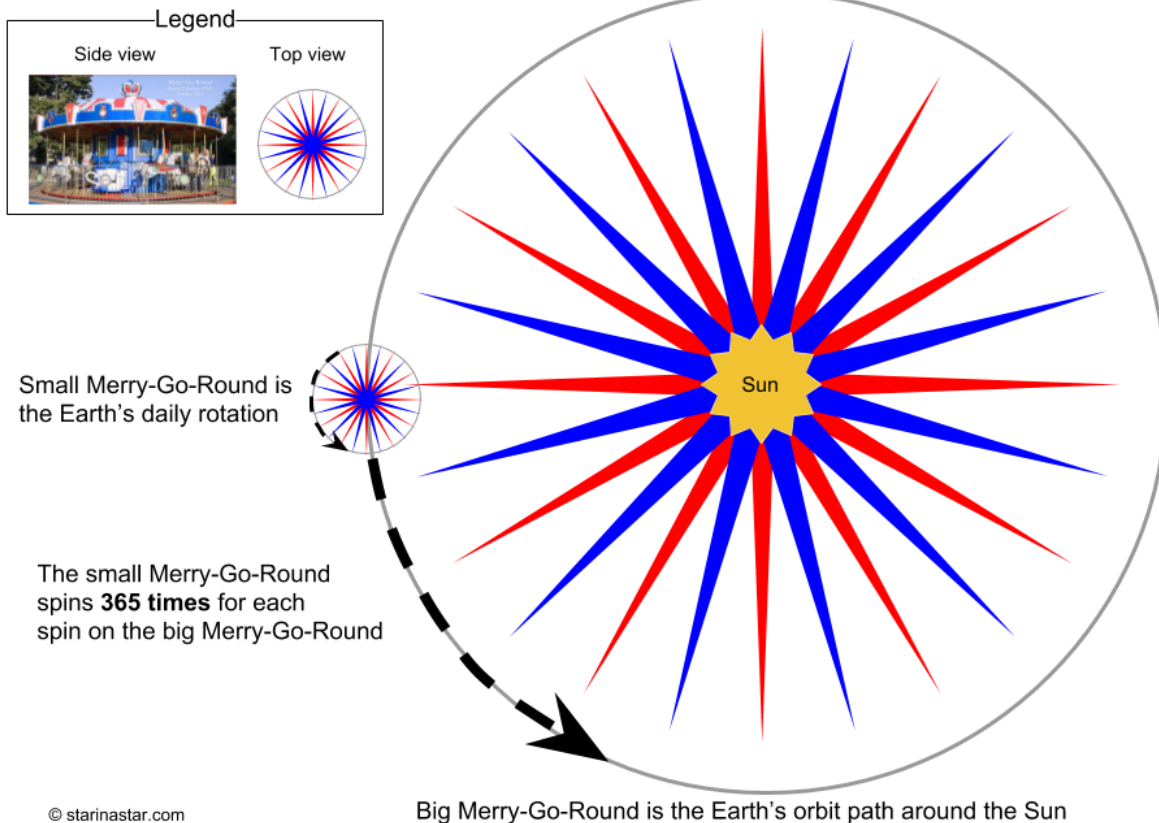 Legend
Side view
Top view
Sun
Small Merry-Go-Round is
the Earth's daily rotation
The small Merry-Go-Round
spins 365 times for each
spin on the big Merry-Go-Round
© starinastar.com
Big Merry-Go-Round is the Earth's orbit path around the Sun